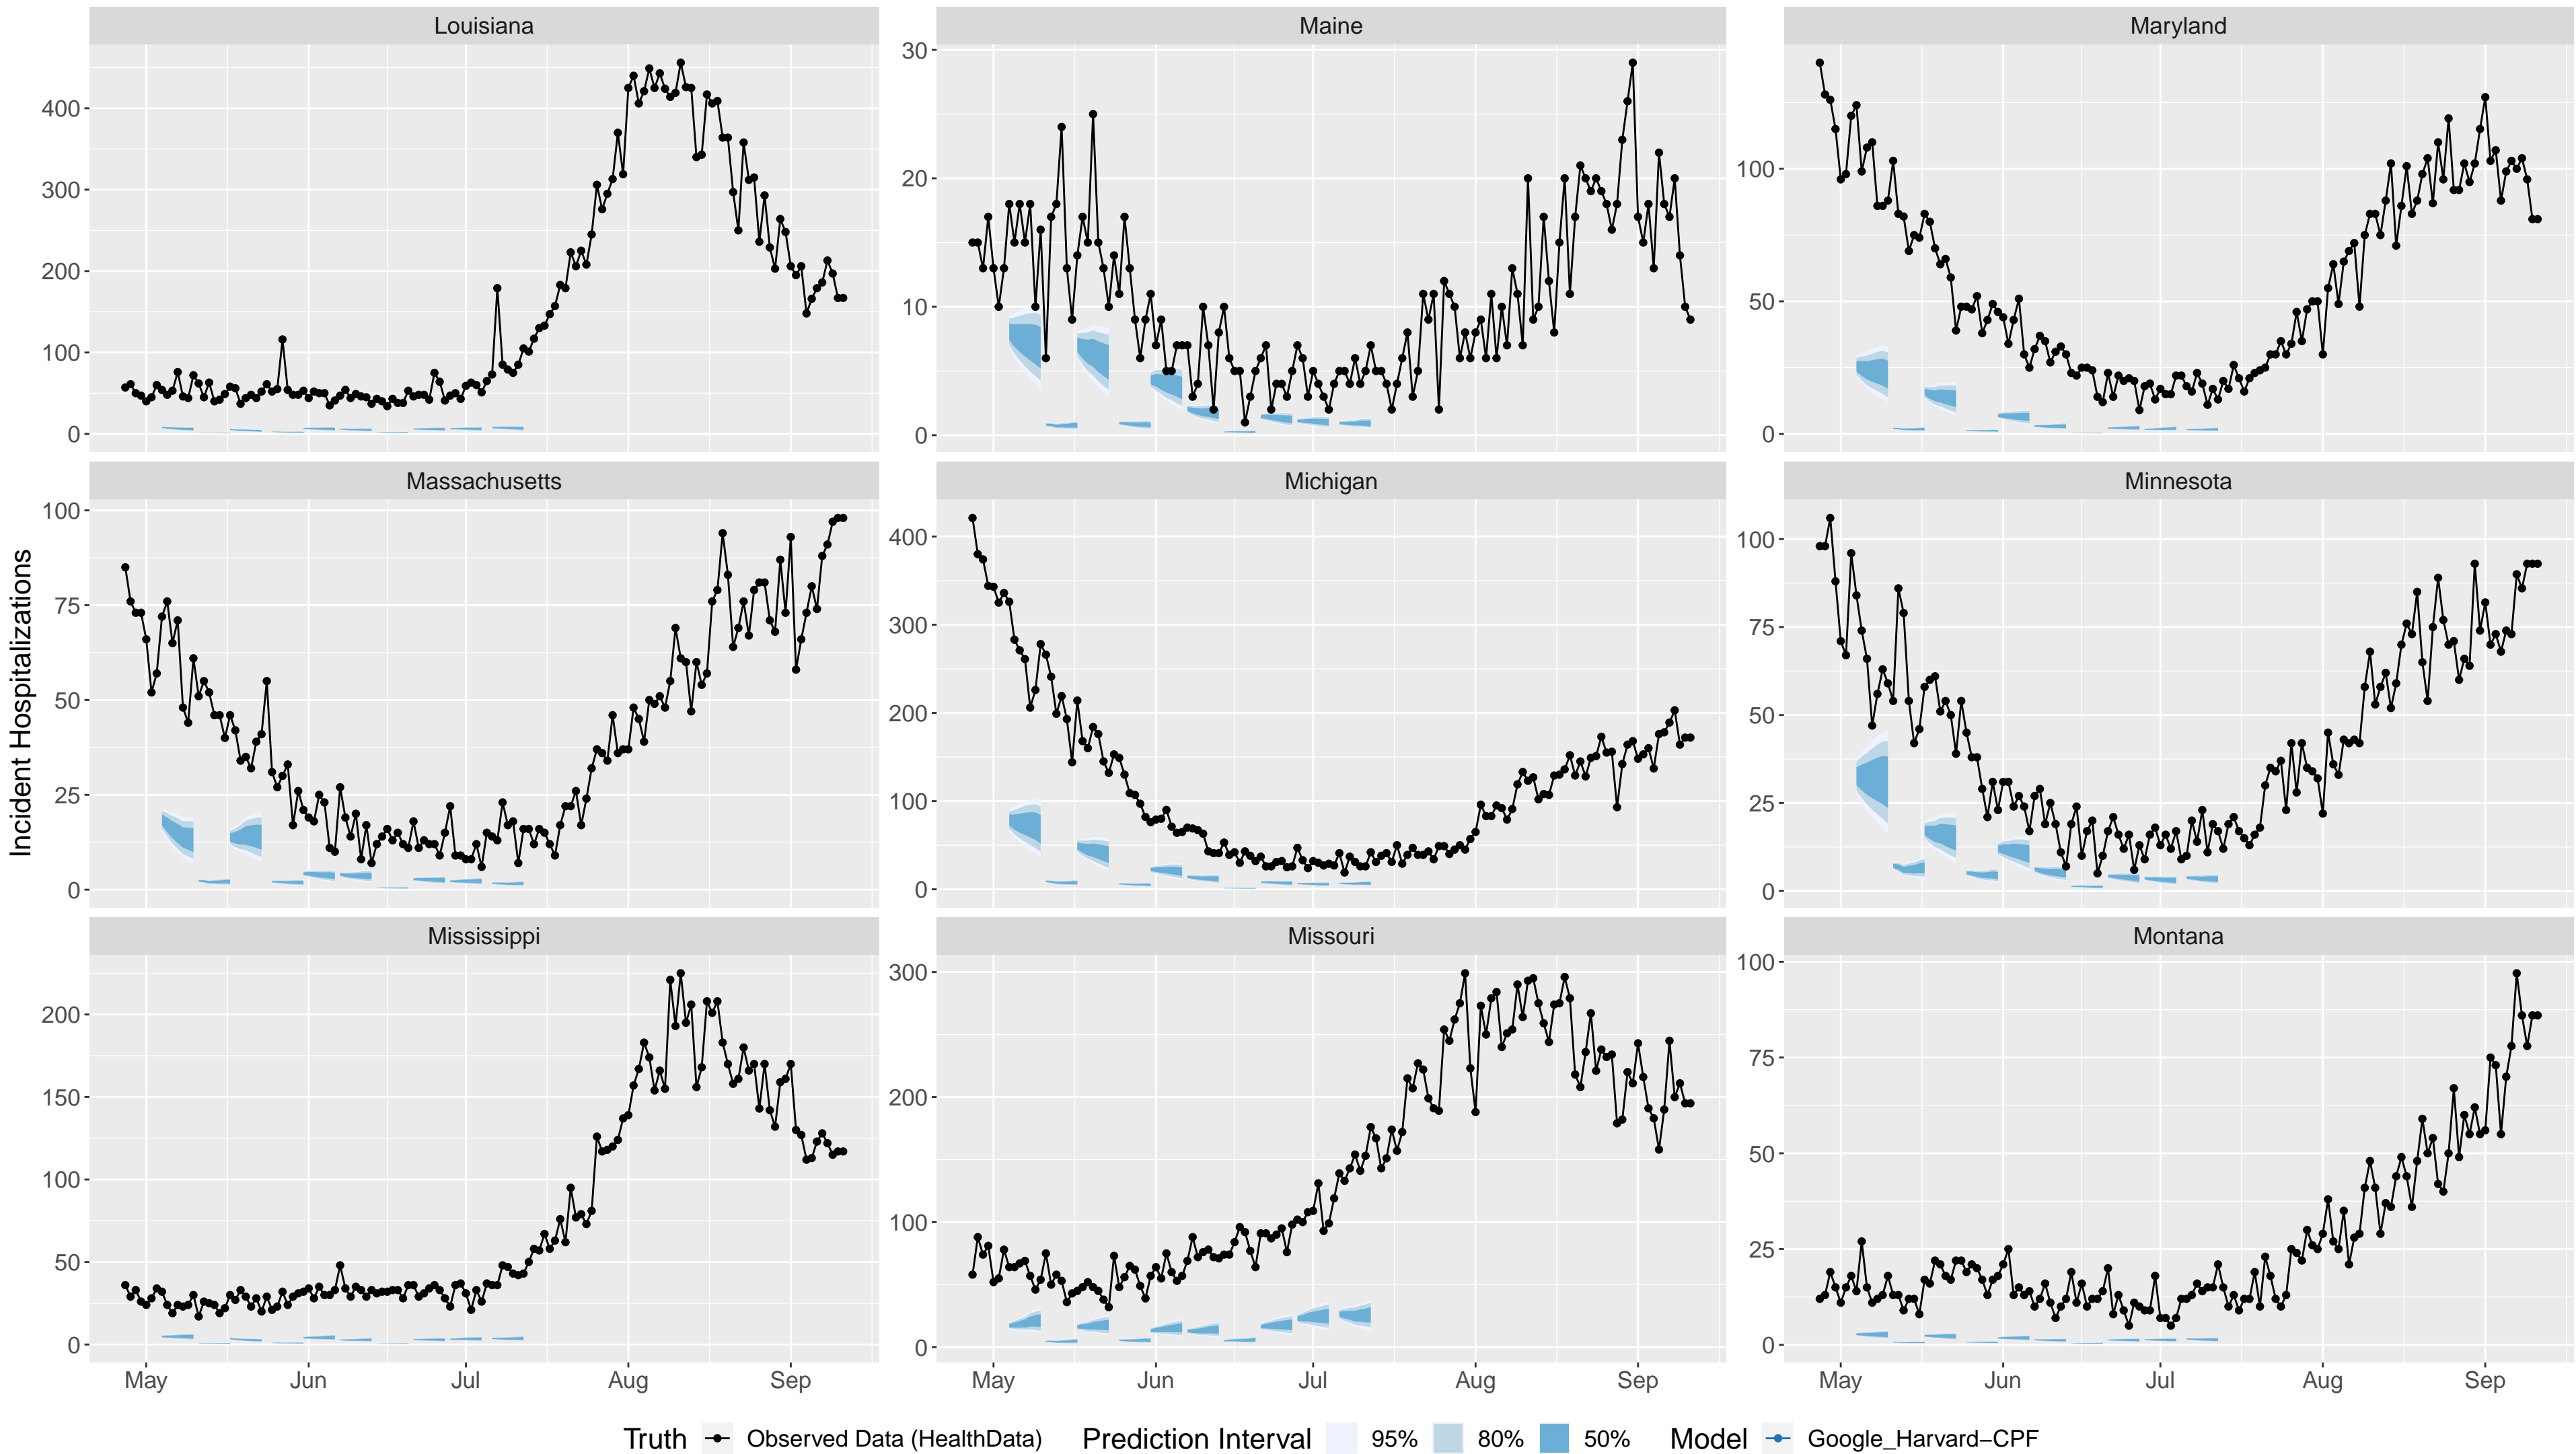 Louisiana Maine Maryland
400 300 200 100 0
30 20 10 0
100 50 0
Massachusetts Michigan Minnesota
Incident Hospitalizations
100 75 50 25 0
400 300 200 100 0
100 75 50 25 0
Mississippi Missouri Montana
200 150 100 50 0
300 200 100 0
100 75 50 25 0
May Jun Jul Aug Sep May Jun Jul Aug Sep May Jun Jul Aug Sep
Truth Observed Data (HealthData) Prediction Interval 95% 80% 50% Model Google_Harvard−CPF